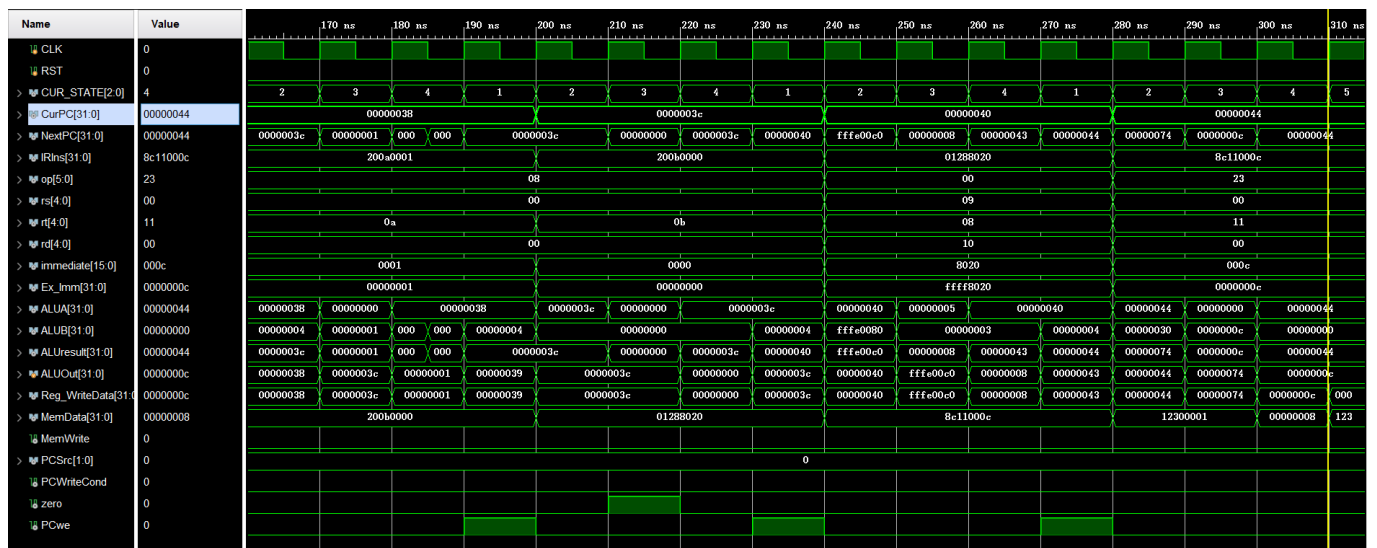 Name Value 170 ns 180 ns 190 ns 200 ns 210 ns 220 ns 230 ns 240 ns 250 ns 260 ns 270 ns 280 ns 290 ns 300 ns 310 ns
CLK 0
RST 0
CUR_STATE[2:0] 4 2 3 4 1 2 3 4 1 2 3 4 1 2 3 4 5
CurPC[31:0] 00000044 00000038 0000003c 00000040 00000044
NextPC[31:0] 00000044 0000003c 00000001 000 000 0000003c 00000000 0000003c 00000040 fffe00c0 00000008 00000043 00000044 00000074 0000000c 00000044
IRIns[31:0] 8c11000c 200a0001 200b0000 01288020 8c11000c
op[5:0] 23 08 00 23
rs[4:0] 00 00 09 00
rt[4:0] 11 0a 0b 08 11
rd[4:0] 00 00 10 00
immediate[15:0] 000c 0001 0000 8020 000c
Ex_Imm[31:0] 0000000c 00000001 00000000 ffff8020 0000000c
ALUA[31:0] 00000044 00000038 00000000 00000038 0000003c 00000000 0000003c 00000040 00000005 00000040 00000044 00000000 00000044
ALUB[31:0] 00000000 00000004 00000001 000 000 00000004 00000000 00000004 fffe0080 00000003 00000004 00000030 0000000c 00000000
ALUresult[31:0] 00000044 0000003c 00000001 000 000 0000003c 00000000 0000003c 00000040 fffe00c0 00000008 00000043 00000044 00000074 0000000c 00000044
ALUOut[31:0] 0000000c 00000038 0000003c 00000001 00000039 0000003c 00000000 0000003c 00000040 fffe00c0 00000008 00000043 00000044 00000074 0000000c
Reg_WriteData[31:0 0000000c 00000038 0000003c 00000001 00000039 0000003c 00000000 0000003c 00000040 fffe00c0 00000008 00000043 00000044 00000074 0000000c 000
MemData[31:0] 00000008 200b0000 01288020 8c11000c 12300001 00000008 123
MemWrite 0
PCSrc[1:0] 0 0
PCWriteCond 0
zero 0
PCwe 0